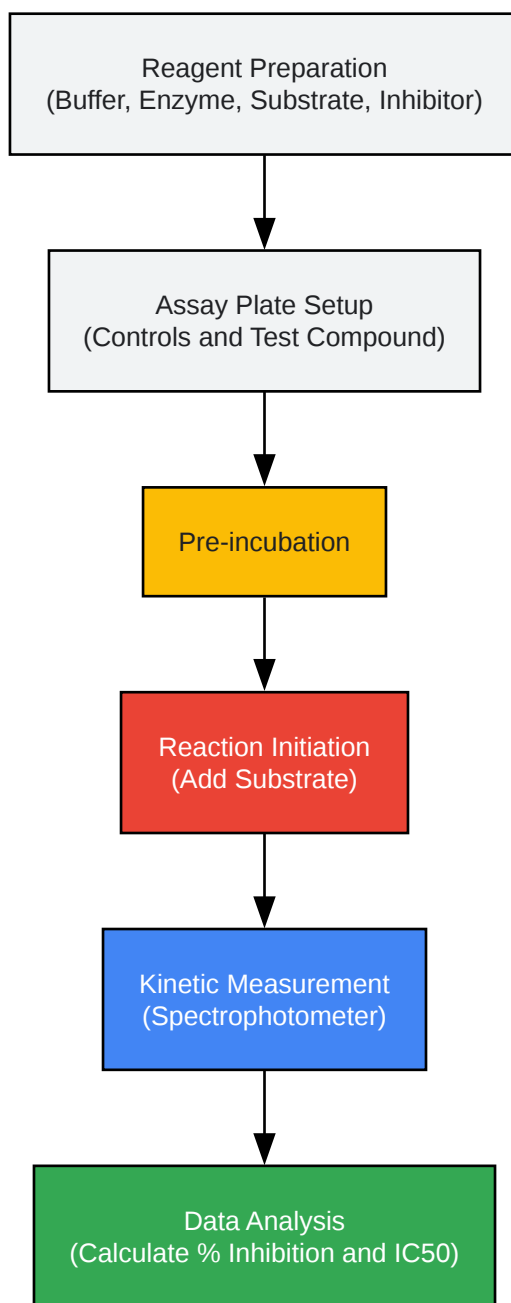 Reagent Preparation
(Buffer, Enzyme, Substrate, Inhibitor)
Assay Plate Setup
(Controls and Test Compound)
Pre-incubation
Reaction Initiation
(Add Substrate)
Kinetic Measurement
(Spectrophotometer)
Data Analysis
(Calculate % Inhibition and IC50)